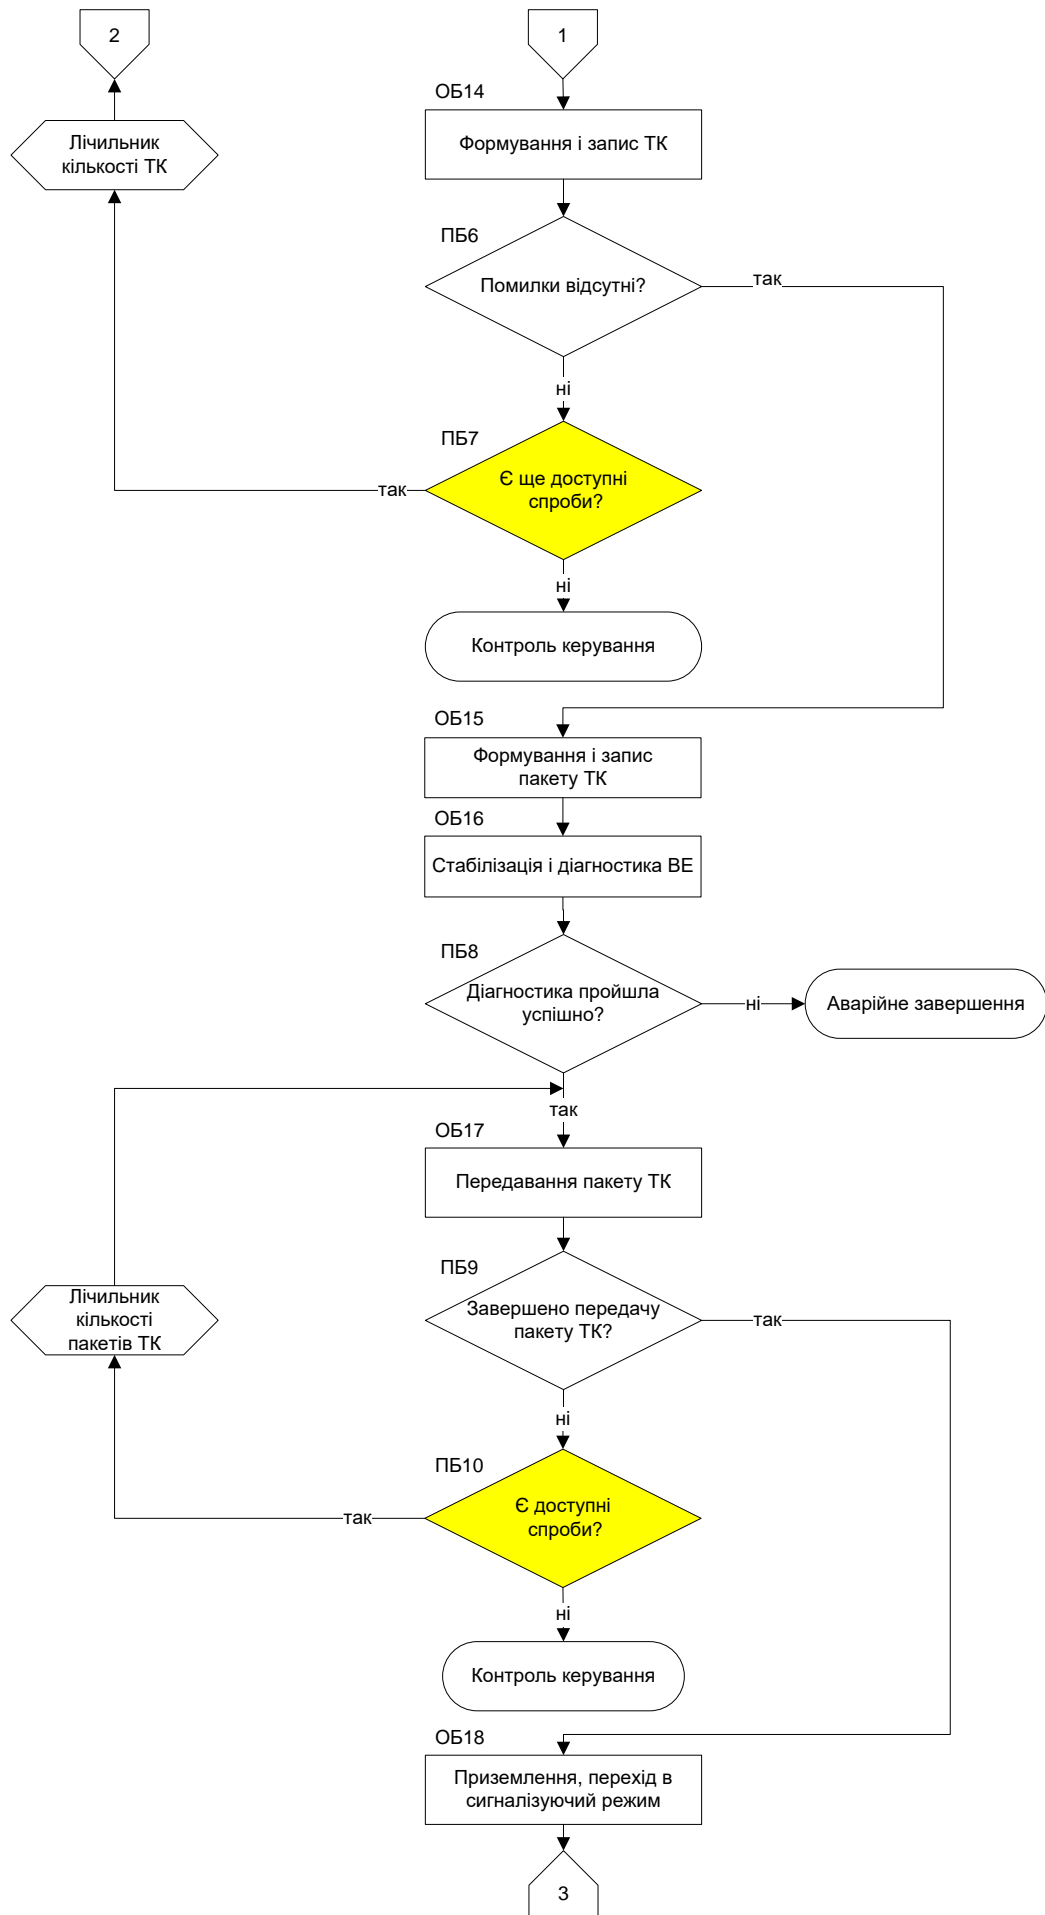 2
1
ОБ14
Формування і запис ТК
Лічильник
кількості ТК
ПБ6
Помилки відсутні?
так
ні
ПБ7
Є ще доступні
спроби?
так
ні
Контроль керування
ОБ15
Формування і запис
пакету ТК
ОБ16
Стабілізація і діагностика ВЕ
ПБ8
Діагностика пройшла
успішно?
ні
Аварійне завершення
так
ОБ17
Передавання пакету ТК
ПБ9
Завершено передачу
пакету ТК?
так
Лічильник
кількості
пакетів ТК
ні
ПБ10
Є доступні
спроби?
так
ні
Контроль керування
ОБ18
Приземлення, перехід в
сигналізуючий режим
3